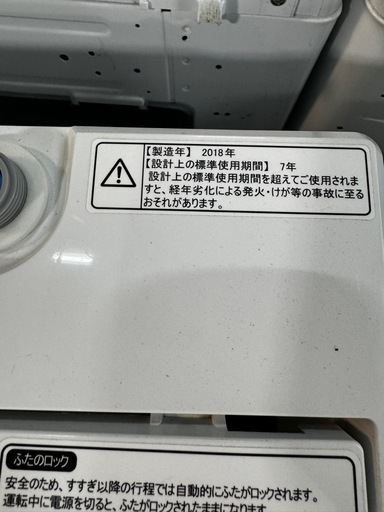 【製造年】 2018年
【設計上の標準使用期間】 7年
設計上の標準使用期間を超えてご使用されま
すと、経年劣化による発火・けが等の事故に至る
おそれがあります。
ふたのロック
安全のため、すすぎ以降の行程では自動的にふたがロックされます。
運転中に電源を切ると、ふたがロックされたままになります。